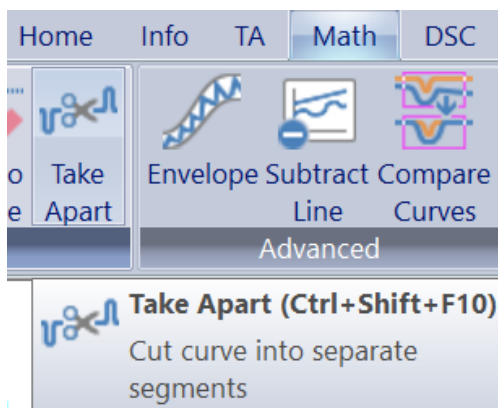 Home Info TA Math DSC
o Take Envelope Subtract Compare
e Apart Line Curves
Advanced
Take Apart (Ctrl+Shift+F10)
Cut curve into separate
segments